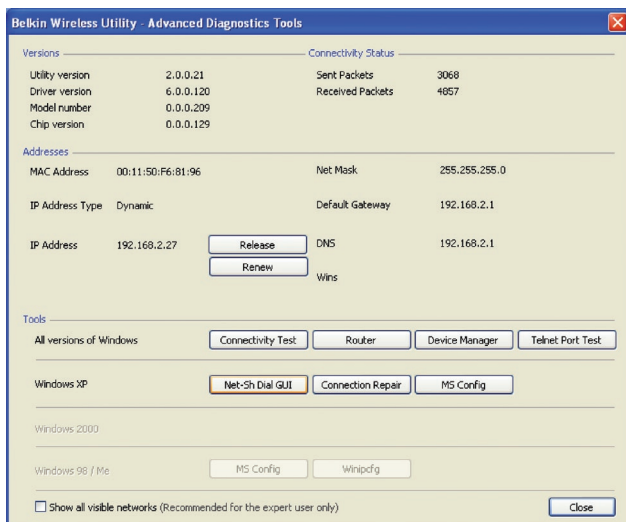 Belkin Wireless Utility - Advanced Diagnostics Tools
Versions
Connectivity Status
Utility version 2.0.0.21
Sent Packets 3068
Driver version 6.0.0.120
Received Packets 4857
Model number 0.0.0.209
Chip version 0.0.0.129
Addresses
MAC Address 00:11:50:F6:81:96
Net Mask 255.255.255.0
IP Address Type Dynamic
Default Gateway 192.168.2.1
IP Address 192.168.2.27 Release
DNS 192.168.2.1
Renew
Wins
Tools
All versions of Windows Connectivity Test Router Device Manager Telnet Port Test
Windows XP Net-Sh Dial GUI Connection Repair MS Config
Windows 2000
Windows 98 / Me MS Config Winipcfg
Show all visible networks (Recommended for the expert user only) Close